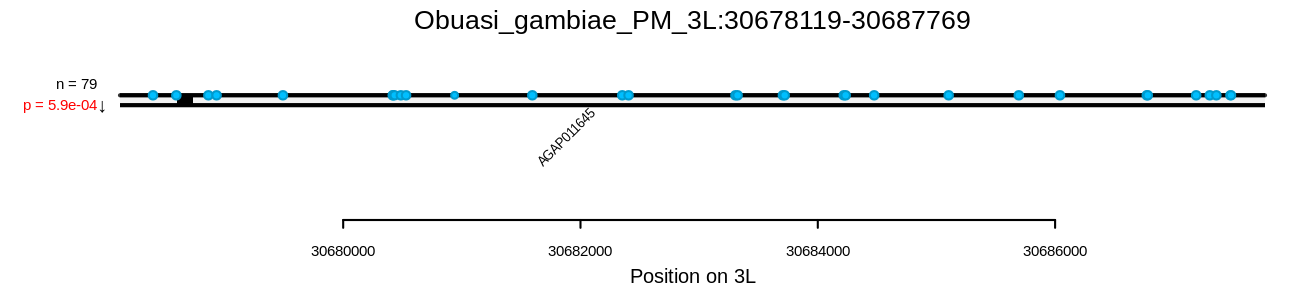 Obuasi_gambiae_PM_3L:30678119-30687769
n = 79
p = 5.9e-04↓
AGAP011645
30680000 30682000 30684000 30686000
Position on 3L